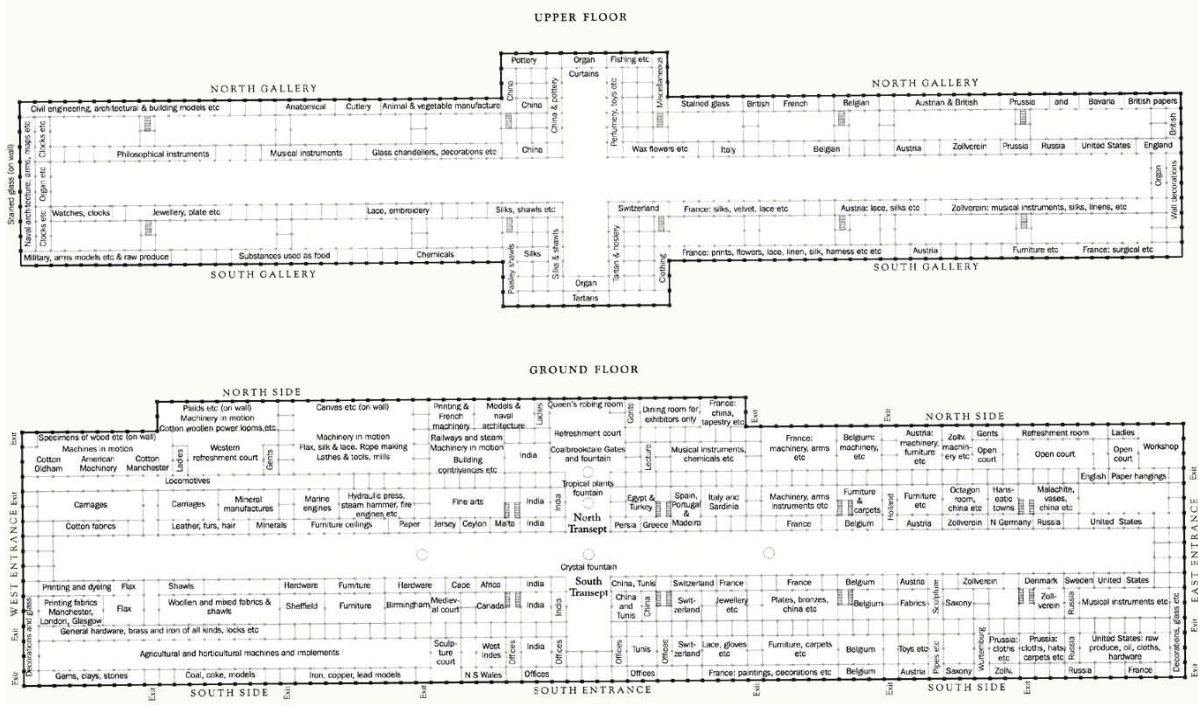 UPPER FLOOR
Pottery
Organ
Fishing etc
Curtains
China
China
China & pottery
Perfumery, toys etc
Miscellaneous
NORTH GALLERY
NORTH GALLERY
Civil engineering, architectural & building models etc
Anatomical
Cutlery
Animal & vegetable manufacture
Stained glass
British
French
Belgian
Austrian & British
Prussia
and
Bavaria
British papers
British
Stained glass (on wall)
Naval architecture, arms, maps etc
Clocks etc
Organ etc
Clocks etc
Philosophical instruments
Musical instruments
Glass chandeliers, decorations etc
China
Wax flowers etc
Italy
Belgian
Austria
Zollverein
Prussia
Russia
United States
England
Organ
Wall decorations
Watches, clocks
Jewellery, plate etc
Lace, embroidery
Silks, shawls etc
Switzerland
France: silks, velvet, lace etc
Austria: lace, silks etc
Zollverein: musical instruments, silks, linens, etc
Military, arms models etc & raw produce
Substances used as food
Chemicals
Paisley shawls
Silks
Silks & shawls
Tartan & hosiery
Clothing
France: prints, flowers, lace, linen, silk, harness etc etc
Austria
Furniture etc
France: surgical etc
SOUTH GALLERY
SOUTH GALLERY
Organ
Tartans
GROUND FLOOR
NORTH SIDE
NORTH SIDE
Plaids etc (on wall)
Machinery in motion
Cotton woollen power looms etc
Canvas etc (on wall)
Printing &
French
machinery
Models &
naval
architecture
Ladies
Queen's robing room
Gents
Dining room for
exhibitors only
France:
china,
tapestry etc
Exit
Exit
Exit
Specimens of wood etc (on wall)
Machines in motion
Cotton
Oldham
American
Machinery
Cotton
Manchester
Ladies
Western
refreshment court
Gents
Machinery in motion
Flax, silk & lace. Rope making
Lathes & tools, mills
Railways and steam
Machinery in motion
Building
contrivances etc
India
Refreshment court
Coalbrookdale Gates
and fountain
Lecture
Musical instruments,
chemicals etc
France:
machinery, arms
etc
Belgium:
machinery,
etc
Austria:
machinery,
furniture
etc
Zollv.
machin-
ery etc
Gents
Open
court
Refreshment room
Open court
Ladies
Open
court
Workshop
Locomotives
English
Paper hangings
Exit
Exit
Carriages
Carriages
Mineral
manufactures
Marine
engines
Hydraulic press,
steam hammer, fire
engines etc
Fine arts
India
India
Tropical plants
fountain
Egypt &
Turkey
Spain,
Portugal
&
Madeira
Italy and
Sardinia
Machinery, arms
instruments etc
Furniture
&
carpets
Holland
Furniture
etc
Octagon
room,
china etc
Hans-
eatic
towns
Malachite,
vases,
china etc
Cotton fabrics
Leather, furs, hair
Minerals
Furniture ceilings
Paper
Jersey
Ceylon
Malta
India
North
Transept
Persia
Greece
France
Belgium
Austria
Zollverein
N Germany
Russia
United States
WEST ENTRANCE
EAST ENTRANCE
Crystal fountain
South
Transept
Printing and dyeing
Flax
Shawls
Hardware
Furniture
Hardware
Cape
Africa
India
China, Tunis
Switzerland
France
France
Belgium
Austria
Zollverein
Denmark
Sweden
United States
Decorations and glass
Printing fabrics
Manchester,
London, Glasgow
Flax
Woollen and mixed fabrics &
shawls
Sheffield
Furniture
Birmingham
Mediev-
al court
Canada
India
India
China
and
Tunis
China
Swit-
zerland
Jewellery
etc
Plates, bronzes,
china etc
Belgium
Fabrics
Sculpture
Saxony
Zoll-
verein
Russia
Musical instruments etc
Decorations, glass etc
Exit
Exit
General hardware, brass and iron of all kinds, locks etc
Agricultural and horticultural machines and implements
Sculp-
ture
court
West
Indes
Offices
India
Offices
Offices
Tunis
Offices
Swit-
zerland
Lace, gloves
etc
Furniture, carpets
etc
Belgium
Toys etc
Pipes etc
Wurtemburg
Prussia:
cloths
etc
Prussia:
cloths, hats,
carpets etc
Russia
United States: raw
produce, oil, cloths,
hardware
Exit
Exit
Gems, clays, stones
Coal, coke, models
Iron, copper, lead models
N S Wales
Offices
Offices
France: paintings, decorations etc
Belgium
Austria
Saxony
Zollv.
Russia
France
Exit
SOUTH SIDE
Exit
Exit
SOUTH ENTRANCE
Exit
Exit
SOUTH SIDE
Exit